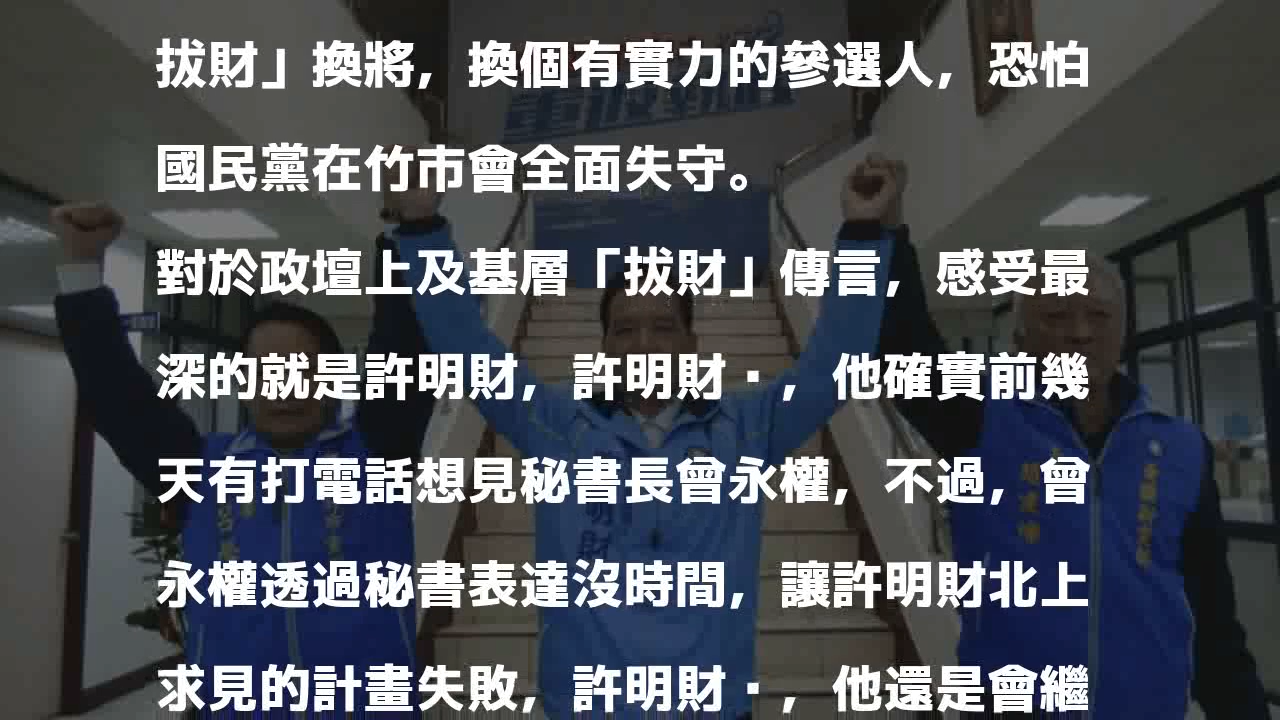 拔財」換將，換個有實力的參選人，恐怕
國民黨在竹市會全面失守。
對於政壇上及基層「拔財」傳言，感受最
深的就是許明財，許明財▪，他確實前幾
天有打電話想見秘書長曾永權，不過，曾
永權透過秘書表達沒時間，讓許明財北上
求見的計畫失敗，許明財▪，他還是會繼
明財